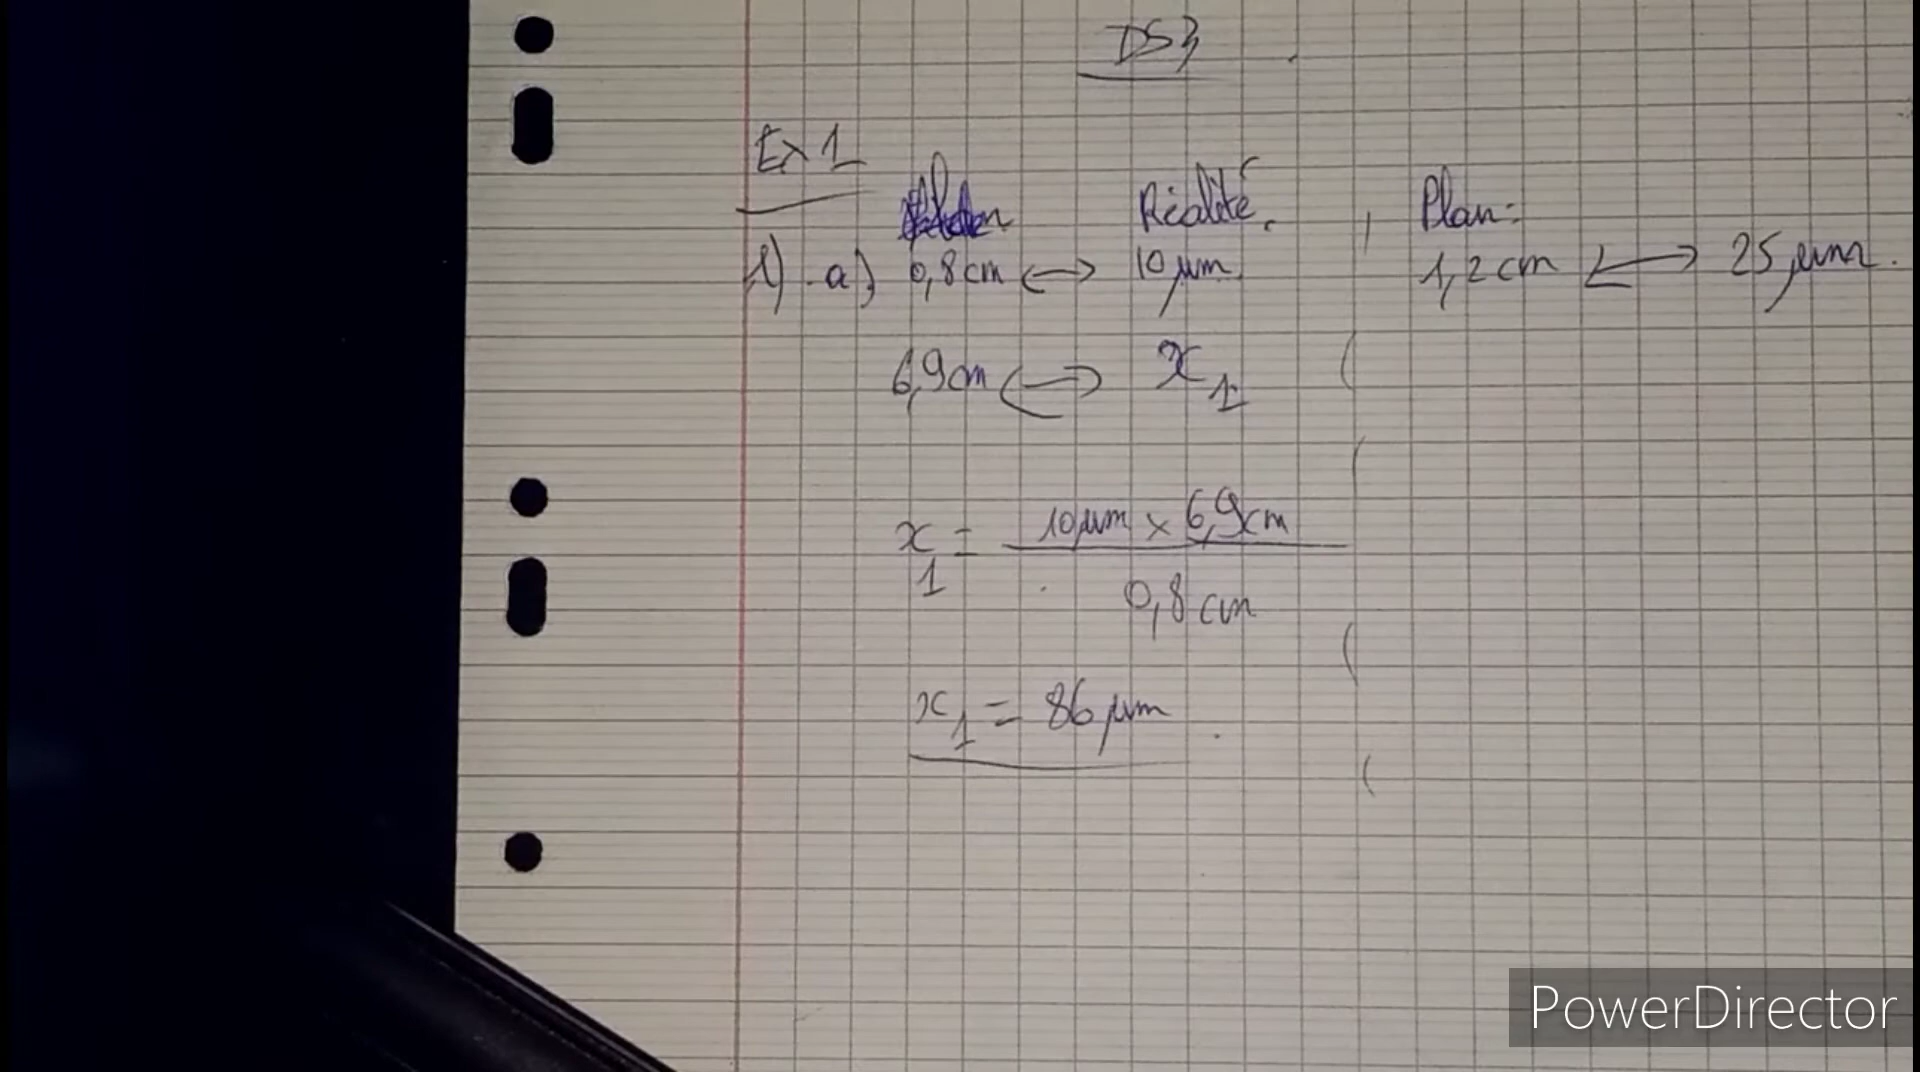 DS3
Ex 1
Plan Réalité. Plan:
1) a) 0,8 cm ↔ 10 µm. 1,2 cm ↔ 25 µm.
6,9 cm ↔ x₁
x₁ = 10 µm × 6,9 cm
0,8 cm
x₁ = 86 µm.
PowerDirector